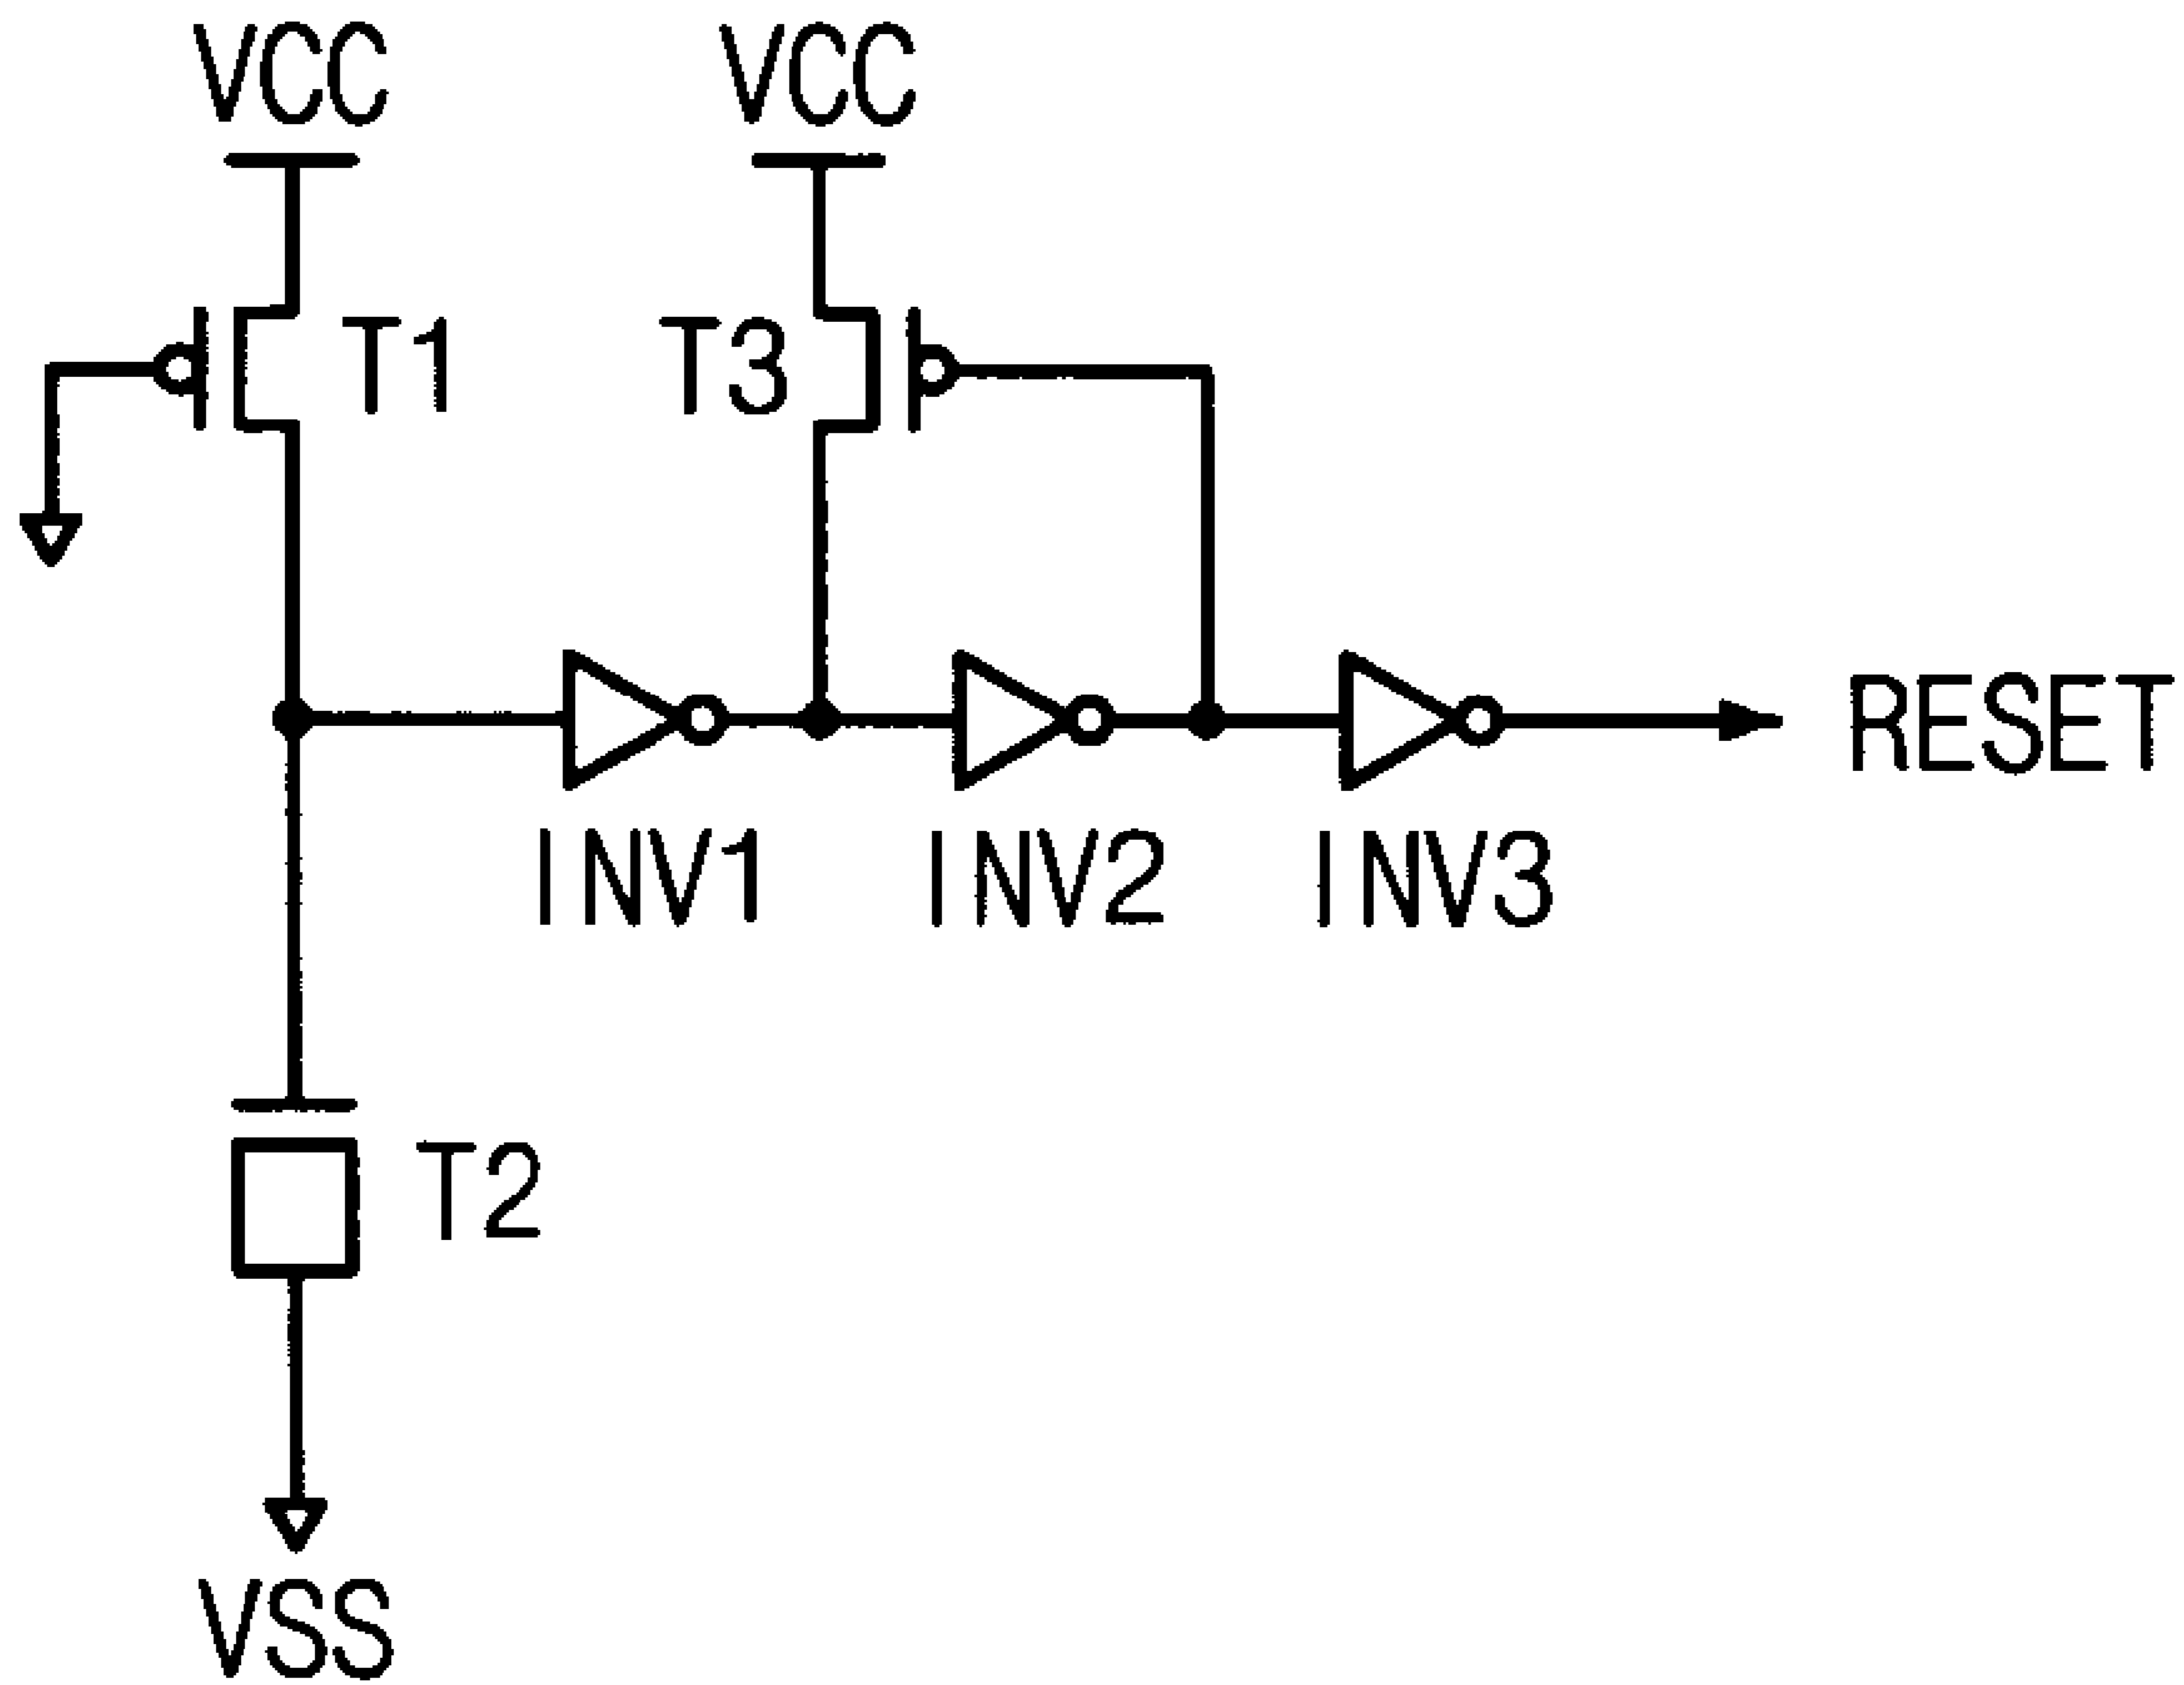 VCC VCC
T1 T3
RESET
INV1 INV2 INV3
T2
VSS